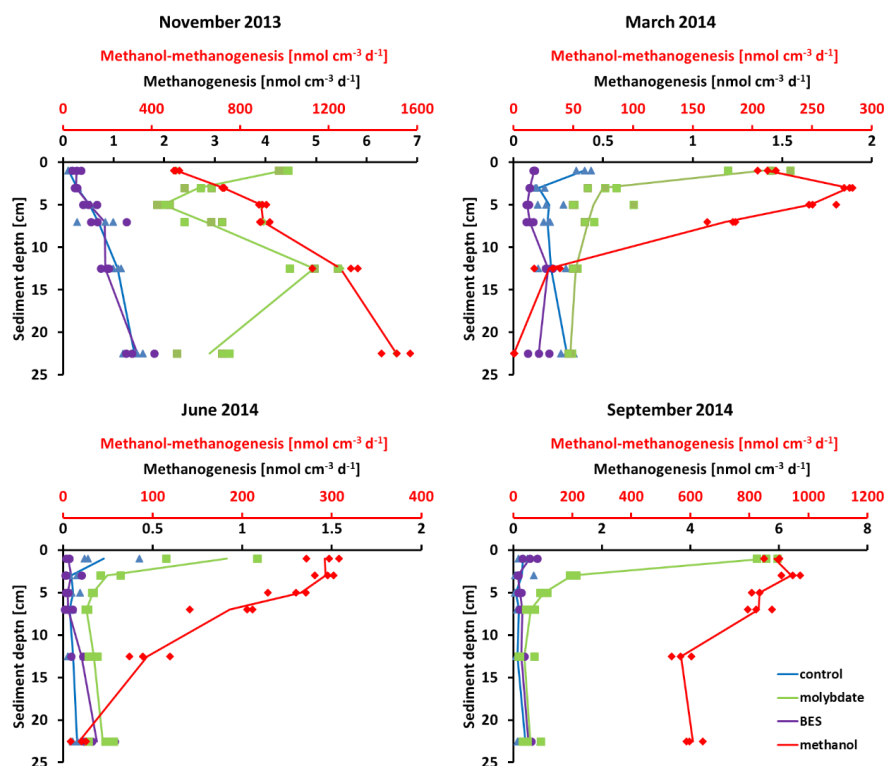 November 2013
Methanol-methanogenesis [nmol cm⁻³ d⁻¹]
Methanogenesis [nmol cm⁻³ d⁻¹]
0 400 800 1200 1600
0 1 2 3 4 5 6 7
0
5
10
15
20
25
Sediment deptn [cm]
March 2014
Methanol-methanogenesis [nmol cm⁻³ d⁻¹]
Methanogenesis [nmol cm⁻³ d⁻¹]
0 50 100 150 200 250 300
0 0.5 1 1.5 2
0
5
10
15
20
25
Sediment deptn [cm]
June 2014
Methanol-methanogenesis [nmol cm⁻³ d⁻¹]
Methanogenesis [nmol cm⁻³ d⁻¹]
0 100 200 300 400
0 0.5 1 1.5 2
0
5
10
15
20
25
Sediment deptn [cm]
September 2014
Methanol-methanogenesis [nmol cm⁻³ d⁻¹]
Methanogenesis [nmol cm⁻³ d⁻¹]
0 200 400 600 800 1000 1200
0 2 4 6 8
0
5
10
15
20
25
Sediment deptn [cm]
control
molybdate
BES
methanol